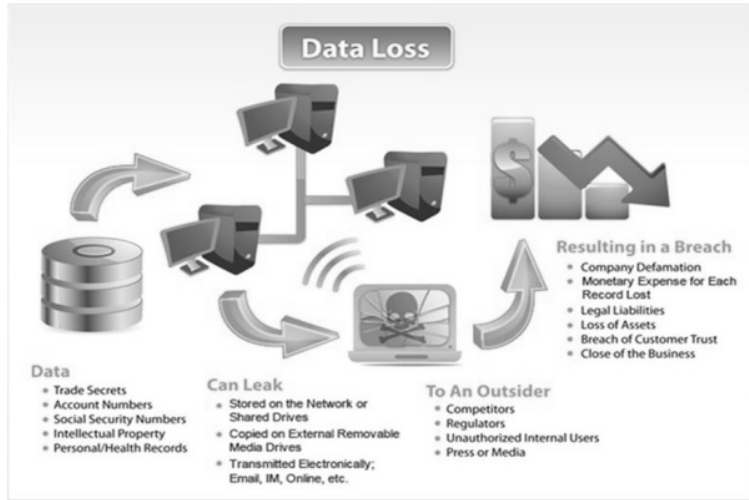 Data Loss
$
Data
Trade Secrets
Account Numbers
Social Security Numbers
Intellectual Property
Personal/Health Records
Can Leak
Stored on the Network or
Shared Drives
Copied on External Removable
Media Drives
Transmitted Electronically;
Email, IM, Online, etc.
To An Outsider
Competitors
Regulators
Unauthorized Internal Users
Press or Media
Resulting in a Breach
Company Defamation
Monetary Expense for Each
Record Lost
Legal Liabilities
Loss of Assets
Breach of Customer Trust
Close of the Business